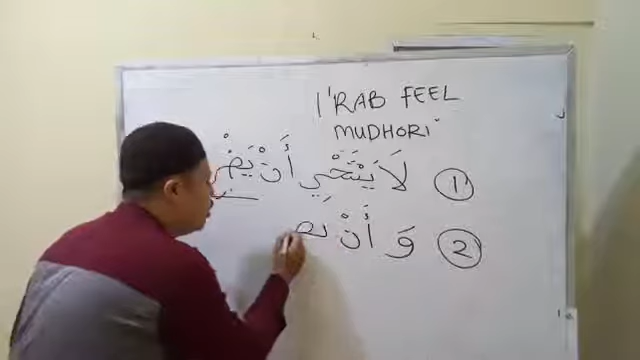 I'RAB FEEL
MUDHORI'
① لَا يَسْتَحْيِي أَنْ
② وَ أَنْ